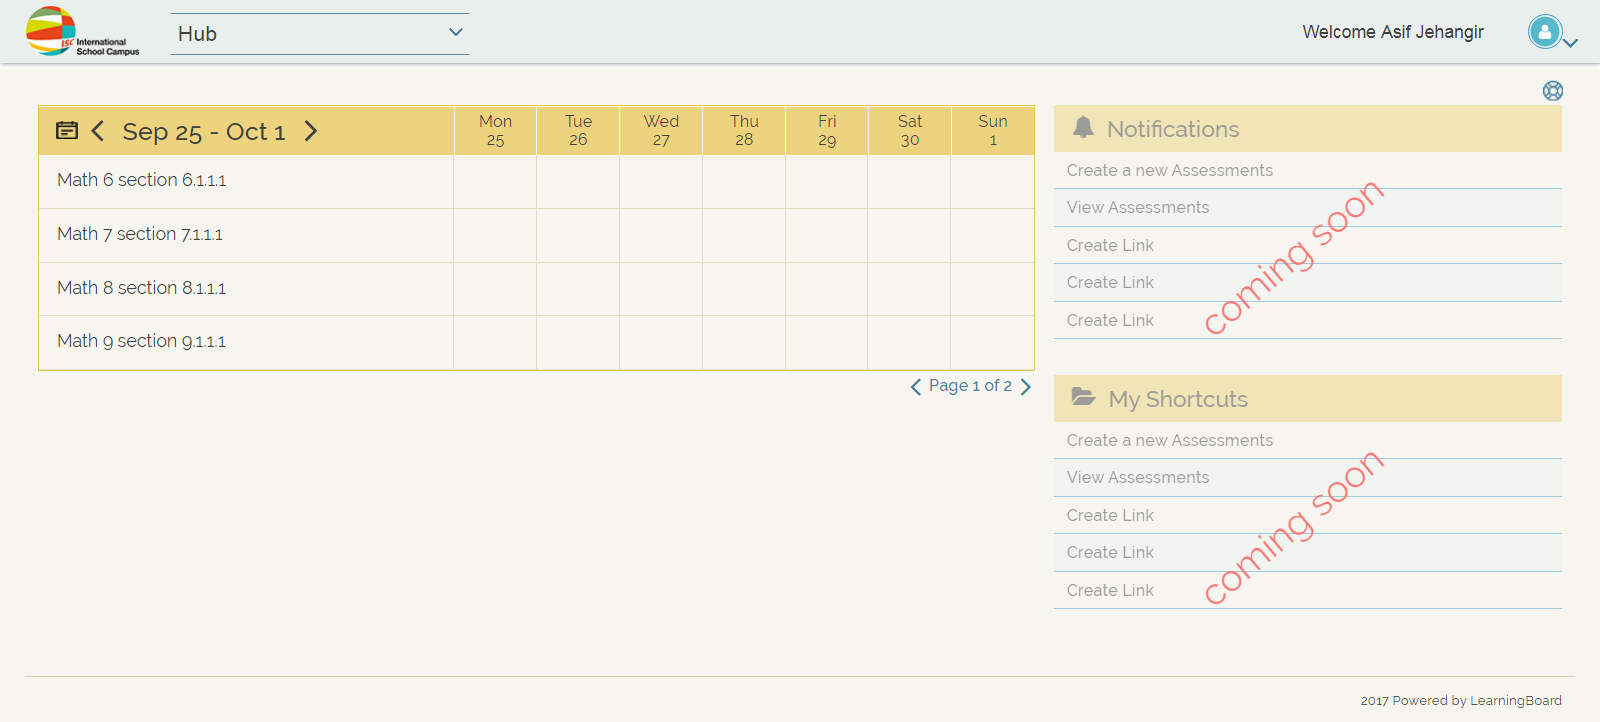 ISC International
School Campus
Hub
Welcome Asif Jehangir
Sep 25 - Oct 1
Mon
25
Tue
26
Wed
27
Thu
28
Fri
29
Sat
30
Sun
1
Math 6 section 6.1.1.1
Math 7 section 7.1.1.1
Math 8 section 8.1.1.1
Math 9 section 9.1.1.1
Page 1 of 2
Notifications
Create a new Assessments
View Assessments
Create Link
Create Link
Create Link
coming soon
My Shortcuts
Create a new Assessments
View Assessments
Create Link
Create Link
Create Link
coming soon
2017 Powered by LearningBoard